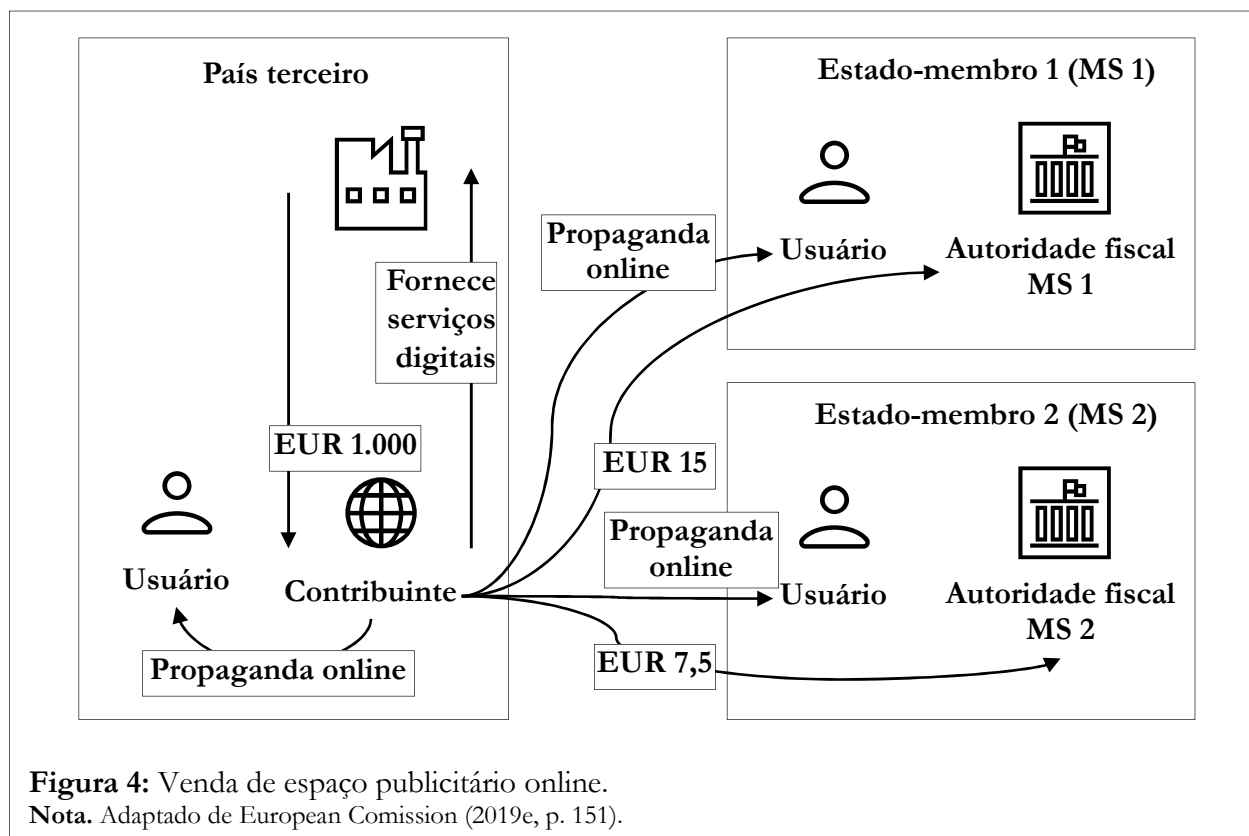 País terceiro
Fornece
serviços
digitais
EUR 1.000
Usuário
Contribuinte
Propaganda online
Propaganda
online
EUR 15
Propaganda
online
EUR 7,5
Estado-membro 1 (MS 1)
Usuário
Autoridade fiscal
MS 1
Estado-membro 2 (MS 2)
Usuário
Autoridade fiscal
MS 2
Figura 4: Venda de espaço publicitário online.
Nota. Adaptado de European Comission (2019e, p. 151).